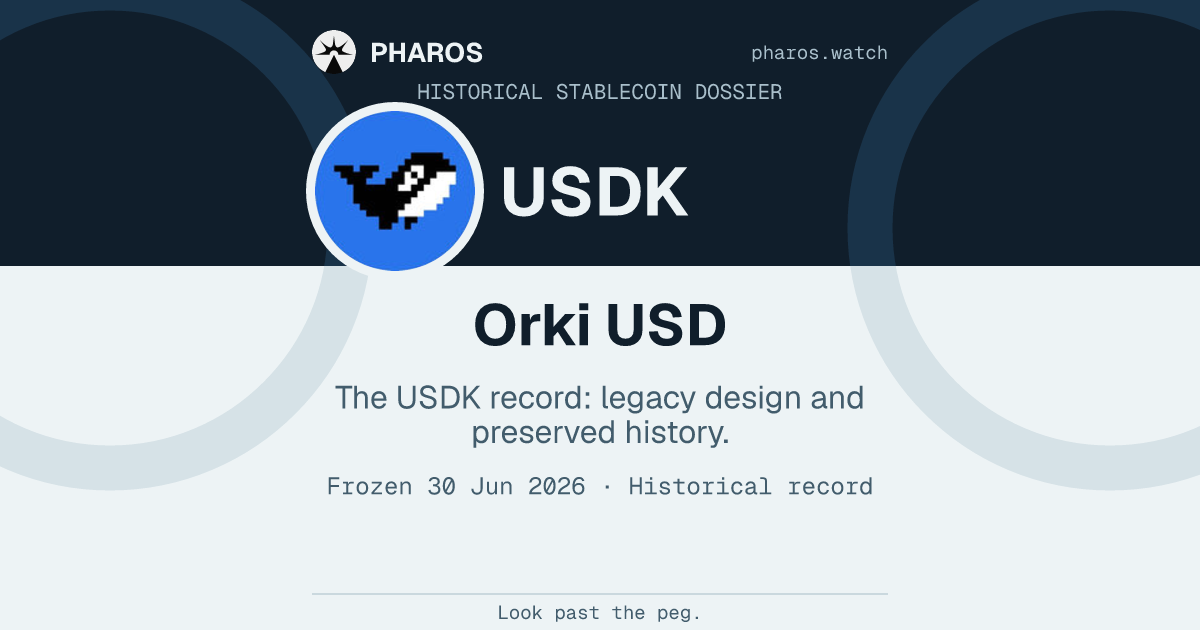 PHAROS
pharos.watch
HISTORICAL STABLECOIN DOSSIER
USDK
Orki USD
The USDK record: legacy design and
preserved history.
Frozen 30 Jun 2026 · Historical record
Look past the peg.